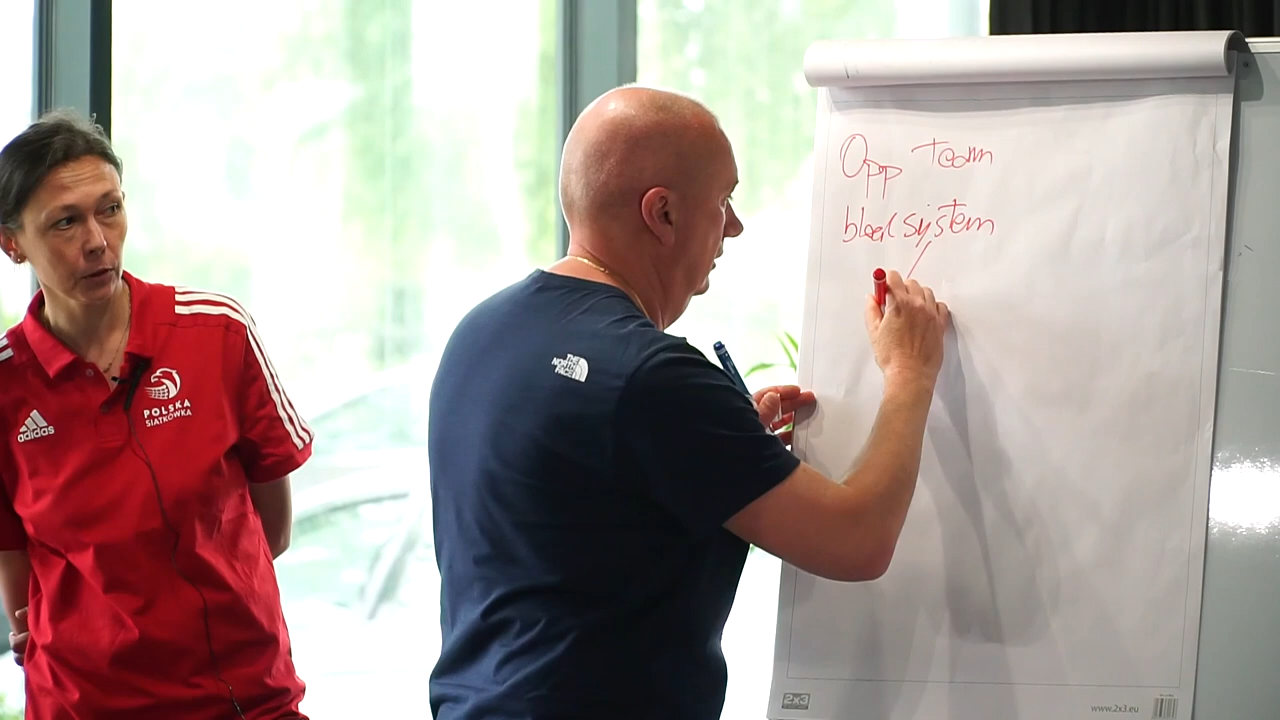 Opp Team
block system
THE
NORTH
FACE
adidas
POLSKA
SIATKÓWKA
2x3
www.2x3.eu